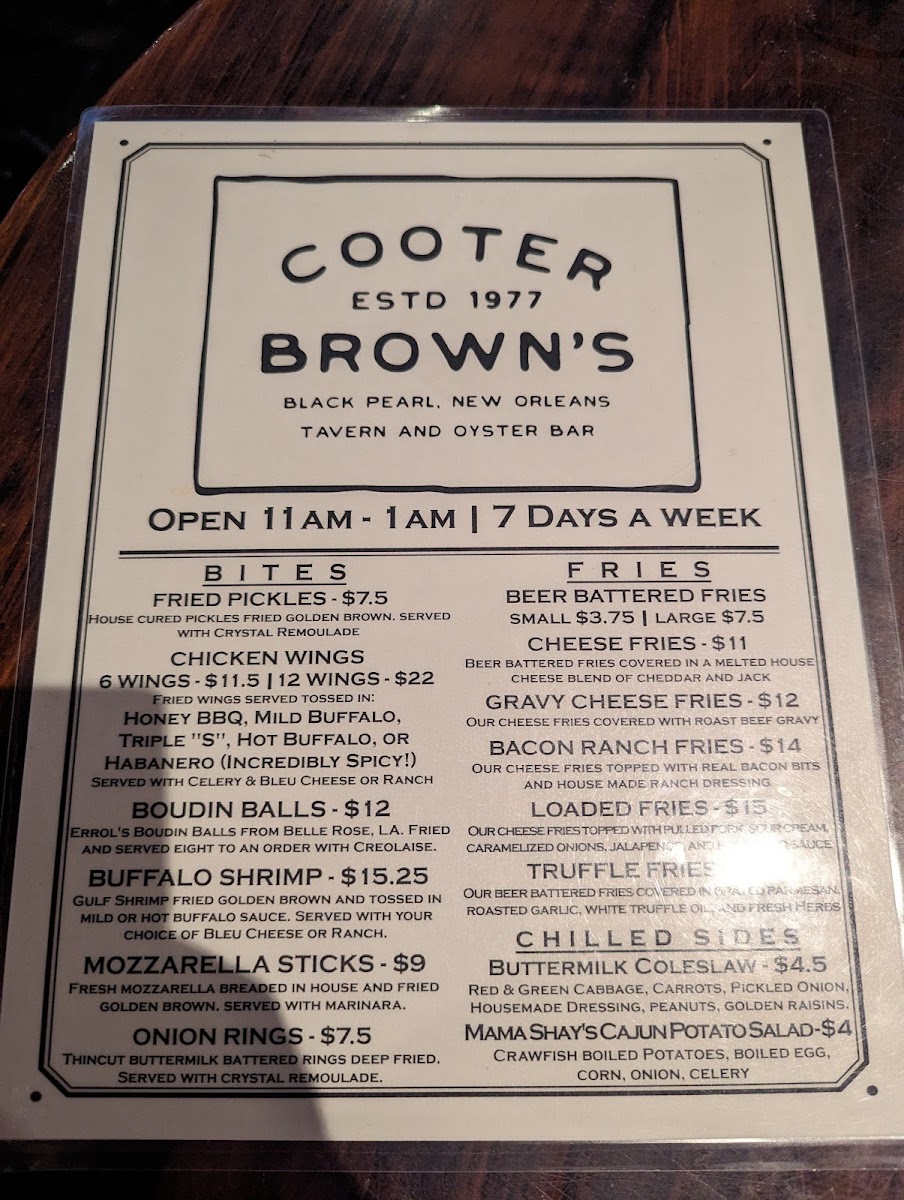 COOTER
ESTD 1977
BROWN'S
BLACK PEARL, NEW ORLEANS
TAVERN AND OYSTER BAR
OPEN 11AM - 1AM | 7 DAYS A WEEK
BITES
FRIED PICKLES - $7.5
HOUSE CURED PICKLES FRIED GOLDEN BROWN. SERVED
WITH CRYSTAL REMOULADE
CHICKEN WINGS
6 WINGS - $11.5 | 12 WINGS - $22
FRIED WINGS SERVED TOSSED IN:
HONEY BBQ, MILD BUFFALO,
TRIPLE "S", HOT BUFFALO, OR
HABANERO (INCREDIBLY SPICY!)
SERVED WITH CELERY & BLEU CHEESE OR RANCH
BOUDIN BALLS - $12
ERROL'S BOUDIN BALLS FROM BELLE ROSE, LA. FRIED
AND SERVED EIGHT TO AN ORDER WITH CREOLAISE.
BUFFALO SHRIMP - $15.25
GULF SHRIMP FRIED GOLDEN BROWN AND TOSSED IN
MILD OR HOT BUFFALO SAUCE. SERVED WITH YOUR
CHOICE OF BLEU CHEESE OR RANCH.
MOZZARELLA STICKS - $9
FRESH MOZZARELLA BREADED IN HOUSE AND FRIED
GOLDEN BROWN. SERVED WITH MARINARA.
ONION RINGS - $7.5
THINCUT BUTTERMILK BATTERED RINGS DEEP FRIED.
SERVED WITH CRYSTAL REMOULADE.
FRIES
BEER BATTERED FRIES
SMALL $3.75 | LARGE $7.5
CHEESE FRIES - $11
BEER BATTERED FRIES COVERED IN A MELTED HOUSE
CHEESE BLEND OF CHEDDAR AND JACK
GRAVY CHEESE FRIES - $12
OUR CHEESE FRIES COVERED WITH ROAST BEEF GRAVY
BACON RANCH FRIES - $14
OUR CHEESE FRIES TOPPED WITH REAL BACON BITS
AND HOUSE MADE RANCH DRESSING
LOADED FRIES - $15
OUR CHEESE FRIES TOPPED WITH PULLED PORK, SOUR CREAM,
CARAMELIZED ONIONS, JALAPENOS, AND SAUCE
TRUFFLE FRIES
OUR BEER BATTERED FRIES COVERED IN GRATED PARMESAN,
ROASTED GARLIC, WHITE TRUFFLE OIL, AND FRESH HERBS
CHILLED SIDES
BUTTERMILK COLESLAW - $4.5
RED & GREEN CABBAGE, CARROTS, PICKLED ONION,
HOUSEMADE DRESSING, PEANUTS, GOLDEN RAISINS.
MAMA SHAY'S CAJUN POTATO SALAD-$4
CRAWFISH BOILED POTATOES, BOILED EGG,
CORN, ONION, CELERY